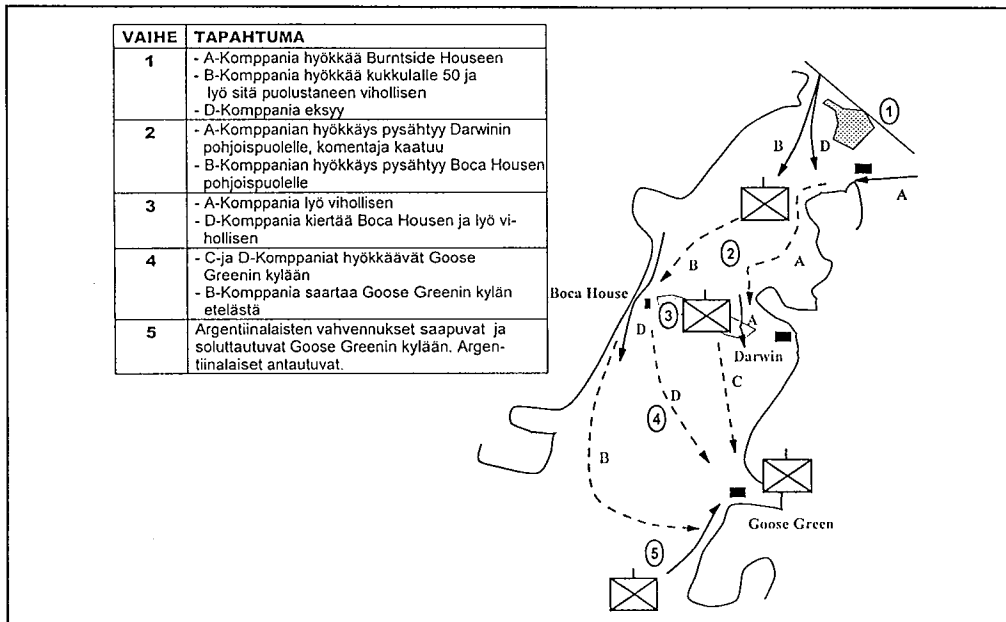 VAIHE TAPAHTUMA
1
- A-Komppania hyökkää Burntside Houseen
- B-Komppania hyökkää kukkulalle 50 ja
lyö sitä puolustaneen vihollisen
- D-Komppania eksyy
2
- A-Komppanian hyökkäys pysähtyy Darwinin
pohjoispuolelle, komentaja kaatuu
- B-Komppanian hyökkäys pysähtyy Boca Housen
pohjoispuolelle
3
- A-Komppania lyö vihollisen
- D-Komppania kiertää Boca Housen ja lyö vi-
hollisen
4
- C-ja D-Komppaniat hyökkäävät Goose
Greenin kylään
- B-Komppania saartaa Goose Greenin kylän
etelästä
5
Argentiinalaisten vahvennukset saapuvat ja
soluttautuvat Goose Greenin kylään. Argen-
tiinalaiset antautuvat.
1
B
D
A
2
B
A
Boca House
3
A
D
Darwin
C
D
4
B
Goose Green
5